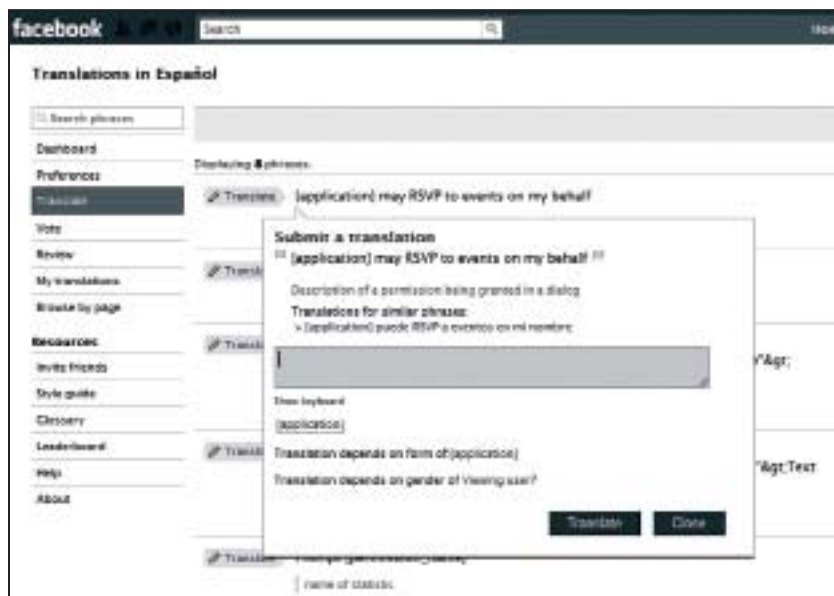 facebook
Search
Translations in Español
Search phrases
Dashboard
Preferences
Translate
Vote
Review
My translations
Browse by page
Resources
Invite friends
Style guide
Glossary
Leaderboard
Help
About
Displaying 8 phrases.
Translate
{application} may RSVP to events on my behalf
Submit a translation
" {application} may RSVP to events on my behalf "
Description of a permission being granted in a dialog
Translations for similar phrases:
> {application} puede RSVP a eventos en mi nombre
Show keyboard
{application}
Translation depends on form of {application}
Translation depends on gender of Viewing user?
Translate
Close
"&gt;
"&gt;Text
name of statistic